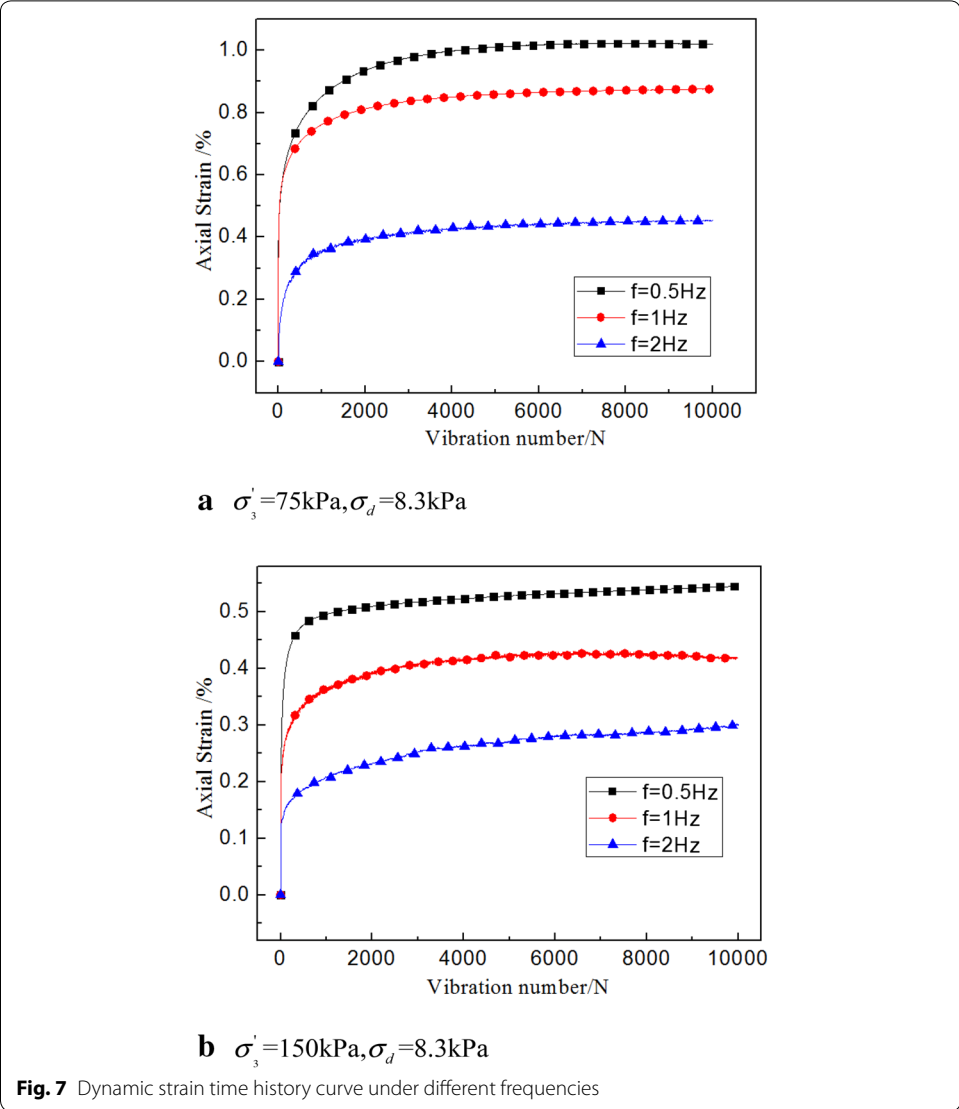 1.0
0.8
0.6
0.4
0.2
0.0
Axial Strain /%
f=0.5Hz
f=1Hz
f=2Hz
0 2000 4000 6000 8000 10000
Vibration number/N
a σ'₃=75kPa,σd=8.3kPa
0.5
0.4
0.3
0.2
0.1
0.0
Axial Strain /%
f=0.5Hz
f=1Hz
f=2Hz
0 2000 4000 6000 8000 10000
Vibration number/N
b σ'₃=150kPa,σd=8.3kPa
Fig. 7 Dynamic strain time history curve under different frequencies